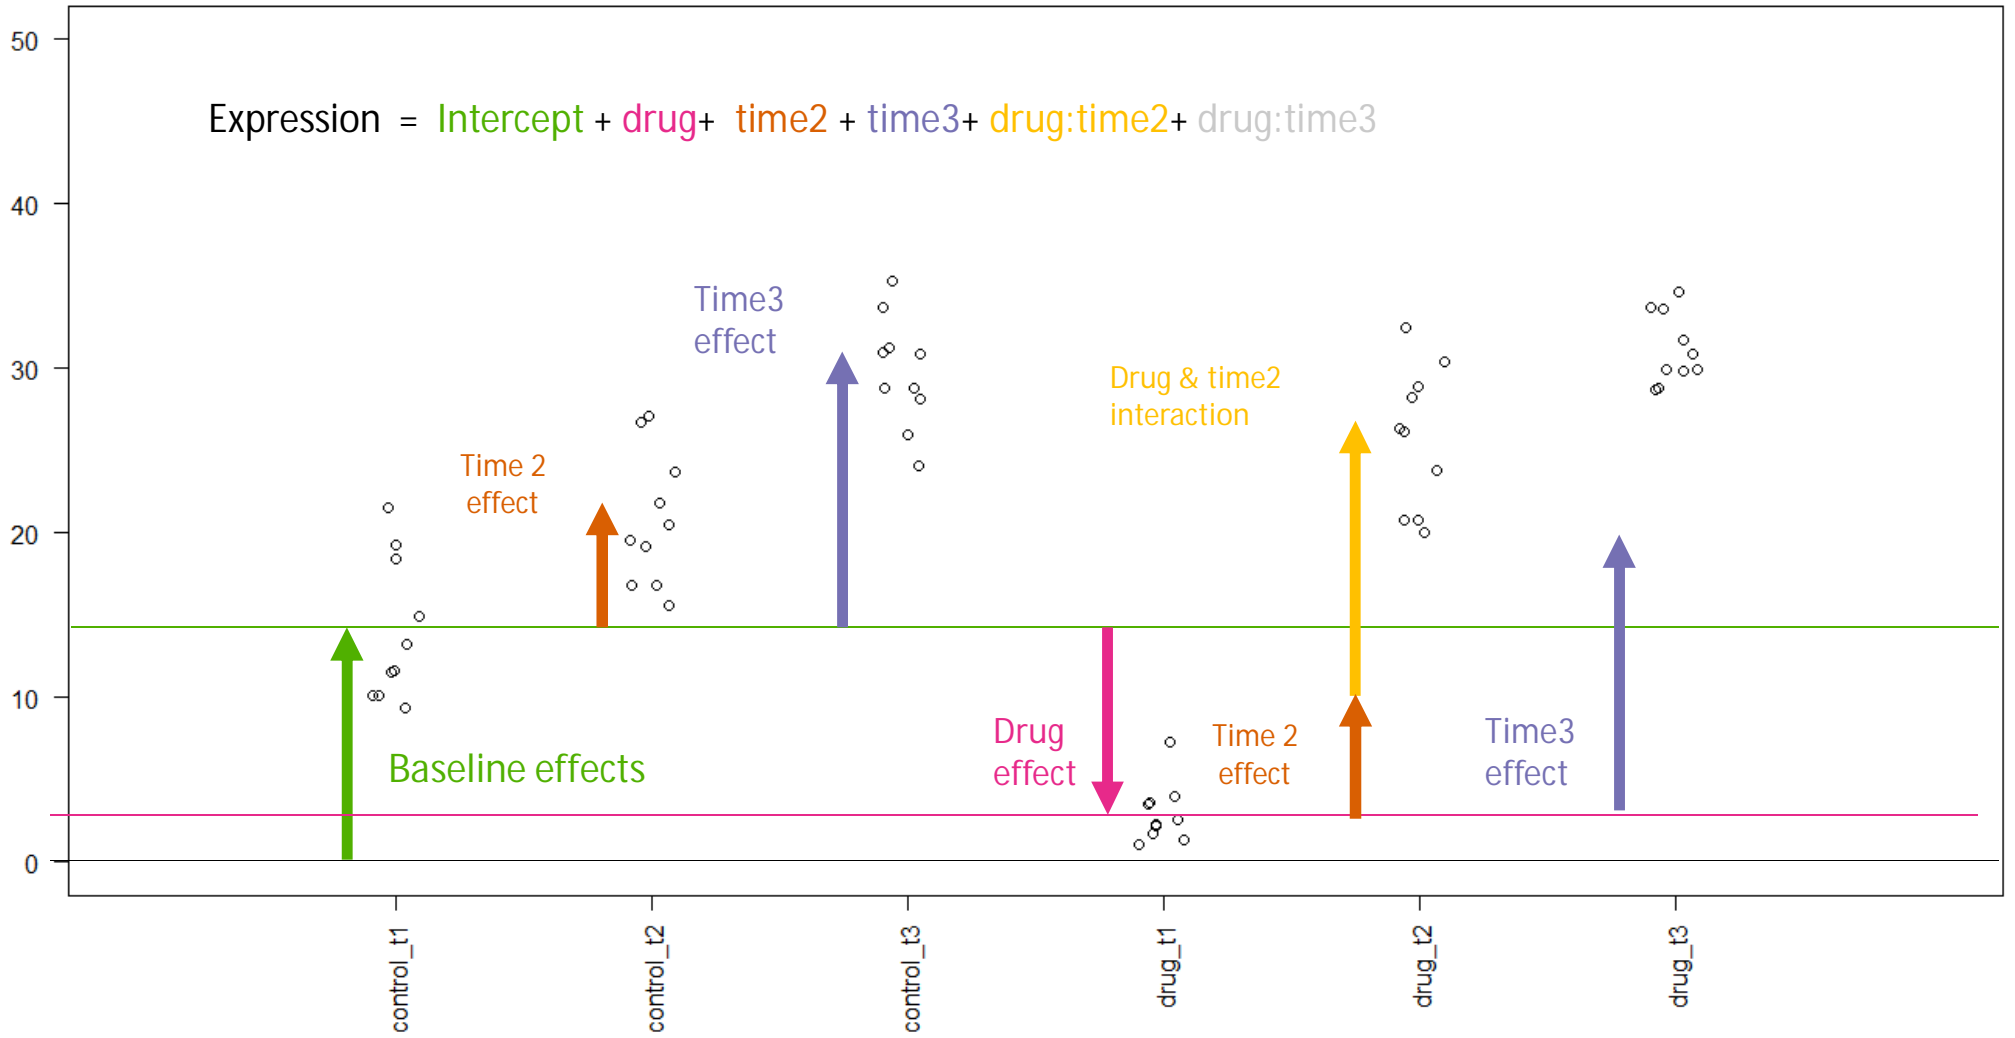 50
Expression = Intercept + drug+ time2 + time3+ drug:time2+ drug:time3
40
Time3
effect
30
Drug & time2
interaction
Time 2
effect
20
10
Drug
effect
Time 2
effect
Time3
effect
Baseline effects
0
control_t1
control_t2
control_t3
drug_t1
drug_t2
drug_t3